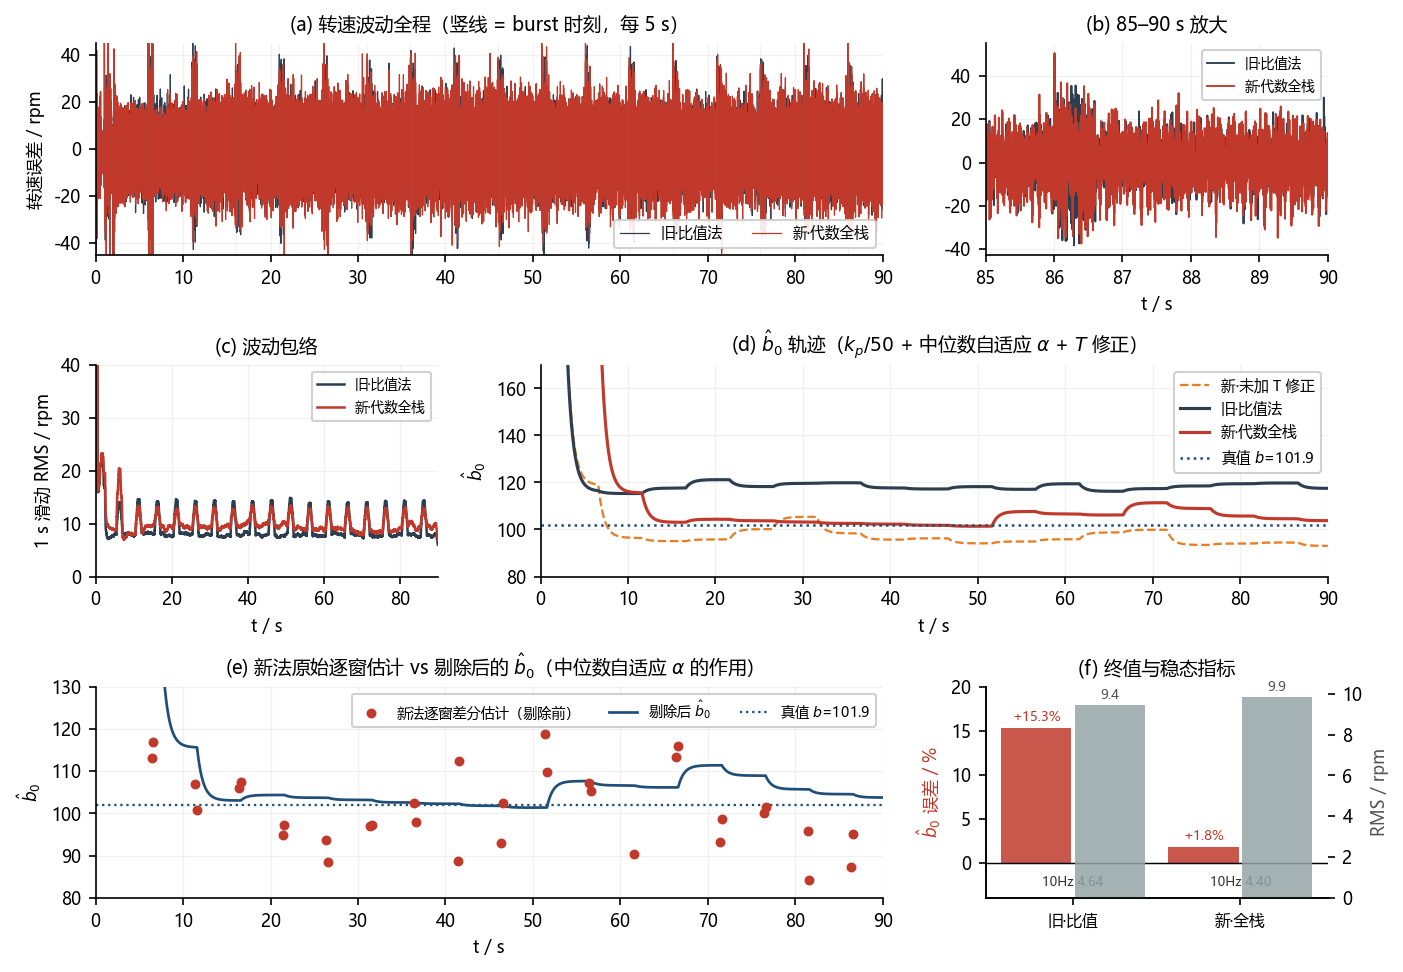 (a) 转速波动全程（竖线 = burst 时刻，每 5 s）
转速误差 / rpm
40
20
0
-20
-40
旧·比值法
新·代数全栈
0 10 20 30 40 50 60 70 80 90
(b) 85–90 s 放大
40
20
0
-20
-40
旧·比值法
新·代数全栈
85 86 87 88 89 90
t / s
(c) 波动包络
1 s 滑动 RMS / rpm
40
30
20
10
0
旧·比值法
新·代数全栈
0 20 40 60 80
t / s
(d) b̂₀ 轨迹（kₚ/50 + 中位数自适应 α + T 修正）
b̂₀
160
140
120
100
80
新·未加 T 修正
旧·比值法
新·代数全栈
真值 b=101.9
0 10 20 30 40 50 60 70 80 90
t / s
(e) 新法原始逐窗估计 vs 剔除后的 b̂₀（中位数自适应 α 的作用）
b̂₀
130
120
110
100
90
80
新法逐窗差分估计（剔除前）
剔除后 b̂₀
真值 b=101.9
0 10 20 30 40 50 60 70 80 90
t / s
(f) 终值与稳态指标
b̂₀ 误差 / %
20
15
10
5
0
+15.3%
9.4
+1.8%
9.9
10Hz 4.64
10Hz 4.40
旧·比值
新·全栈
10
8
6
4
2
0
RMS / rpm